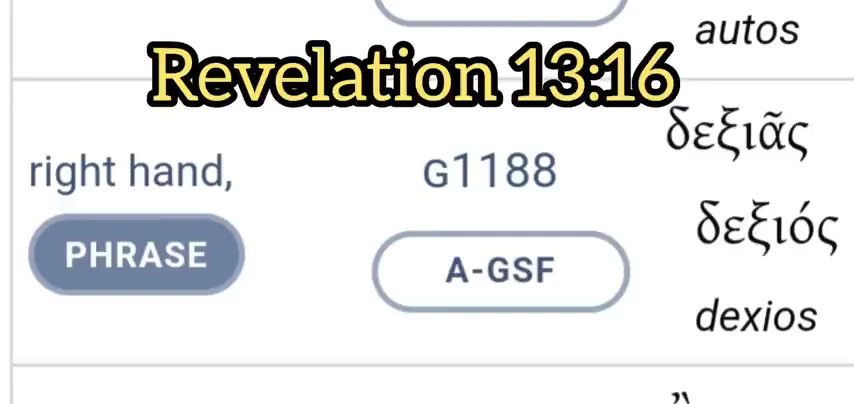 autos
Revelation 13:16
δεξιᾶς
right hand,
G1188
δεξιός
PHRASE
A-GSF
dexios